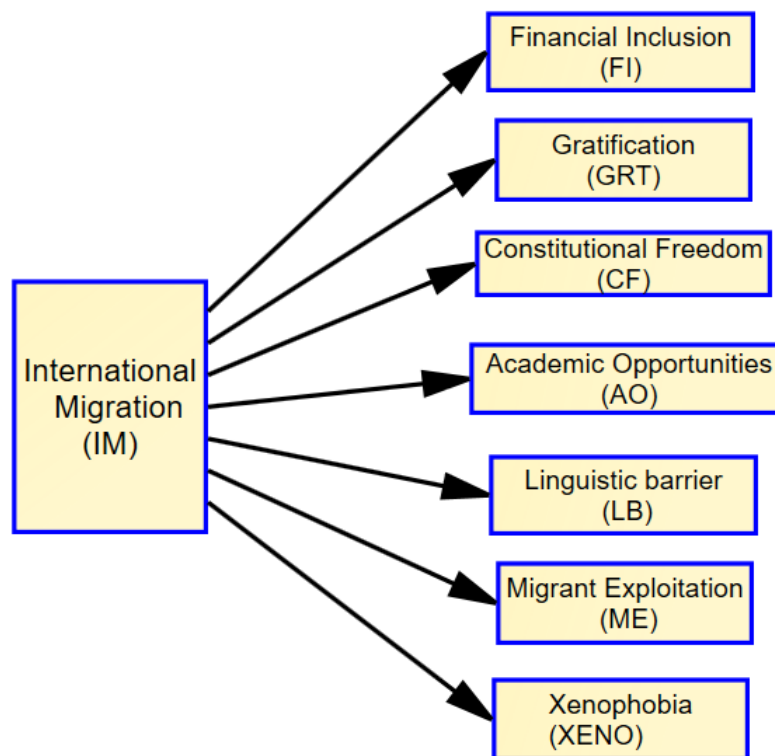 International
Migration
(IM)
Financial Inclusion
(FI)
Gratification
(GRT)
Constitutional Freedom
(CF)
Academic Opportunities
(AO)
Linguistic barrier
(LB)
Migrant Exploitation
(ME)
Xenophobia
(XENO)